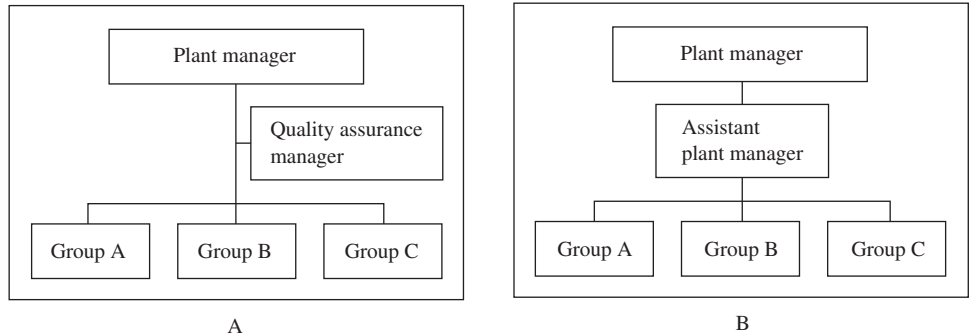 Plant manager
Quality assurance
manager
Group A
Group B
Group C
A
Plant manager
Assistant
plant manager
Group A
Group B
Group C
B